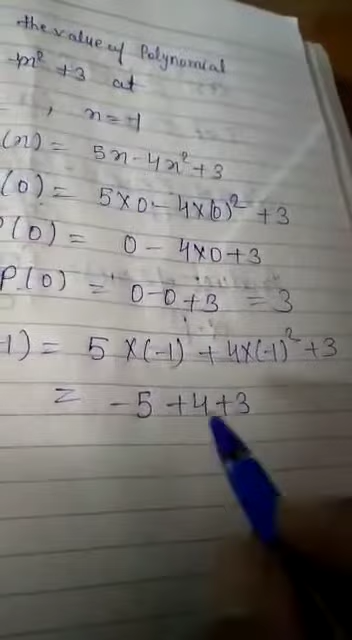 the value of Polynomial
x² + 3 at
, x = -1
(x) = 5x - 4x² + 3
(0) = 5×0 - 4×(0)² + 3
P(0) = 0 - 4×0+3
P(0) = 0-0+3 = 3
-1) = 5 ×(-1) + 4×(-1)² +3
= -5 +4+3